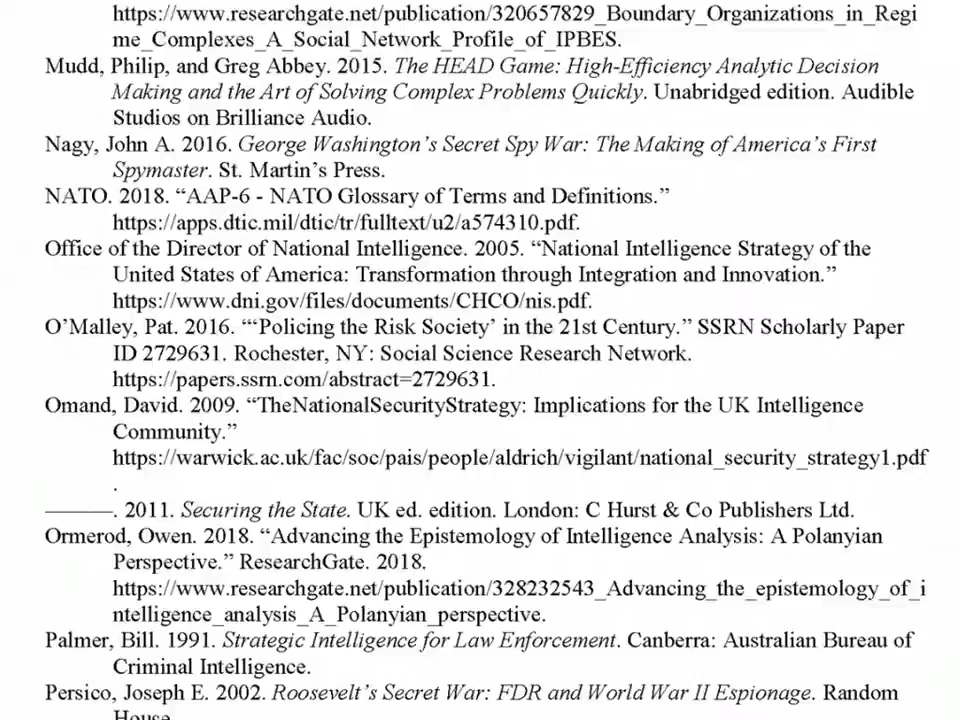 https://www.researchgate.net/publication/320657829_Boundary_Organizations_in_Regi
me_Complexes_A_Social_Network_Profile_of_IPBES.
Mudd, Philip, and Greg Abbey. 2015. The HEAD Game: High-Efficiency Analytic Decision
Making and the Art of Solving Complex Problems Quickly. Unabridged edition. Audible
Studios on Brilliance Audio.
Nagy, John A. 2016. George Washington's Secret Spy War: The Making of America's First
Spymaster. St. Martin's Press.
NATO. 2018. “AAP-6 - NATO Glossary of Terms and Definitions.”
https://apps.dtic.mil/dtic/tr/fulltext/u2/a574310.pdf.
Office of the Director of National Intelligence. 2005. “National Intelligence Strategy of the
United States of America: Transformation through Integration and Innovation.”
https://www.dni.gov/files/documents/CHCO/nis.pdf.
O’Malley, Pat. 2016. “‘Policing the Risk Society’ in the 21st Century.” SSRN Scholarly Paper
ID 2729631. Rochester, NY: Social Science Research Network.
https://papers.ssrn.com/abstract=2729631.
Omand, David. 2009. “TheNationalSecurityStrategy: Implications for the UK Intelligence
Community.”
https://warwick.ac.uk/fac/soc/pais/people/aldrich/vigilant/national_security_strategy1.pdf
.
———. 2011. Securing the State. UK ed. edition. London: C Hurst & Co Publishers Ltd.
Ormerod, Owen. 2018. “Advancing the Epistemology of Intelligence Analysis: A Polanyian
Perspective.” ResearchGate. 2018.
https://www.researchgate.net/publication/328232543_Advancing_the_epistemology_of_i
ntelligence_analysis_A_Polanyian_perspective.
Palmer, Bill. 1991. Strategic Intelligence for Law Enforcement. Canberra: Australian Bureau of
Criminal Intelligence.
Persico, Joseph E. 2002. Roosevelt’s Secret War: FDR and World War II Espionage. Random
House.